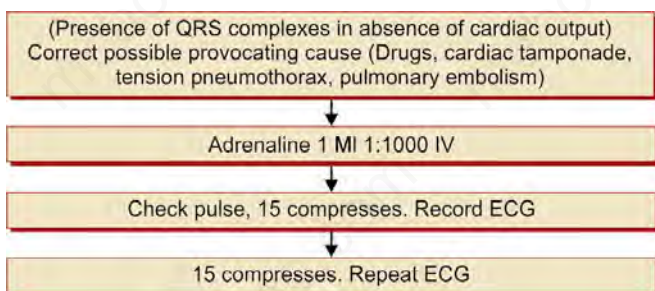 (Presence of QRS complexes in absence of cardiac output)
Correct possible provocating cause (Drugs, cardiac tamponade,
tension pneumothorax, pulmonary embolism)
Adrenaline 1 Ml 1:1000 IV
Check pulse, 15 compresses. Record ECG
15 compresses. Repeat ECG